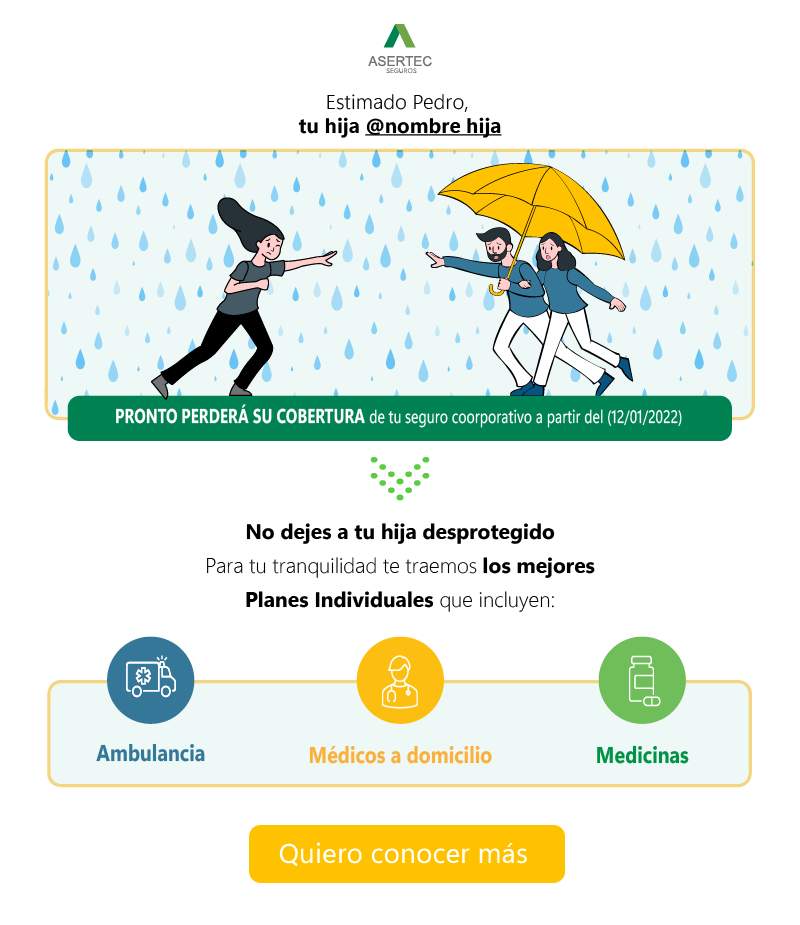 ASERTEC
SEGUROS
Estimado Pedro,
tu hija @nombre hija
PRONTO PERDERÁ SU COBERTURA de tu seguro coorporativo a partir del (12/01/2022)
No dejes a tu hija desprotegido
Para tu tranquilidad te traemos los mejores
Planes Individuales que incluyen:
Ambulancia
Médicos a domicilio
Medicinas
Quiero conocer más